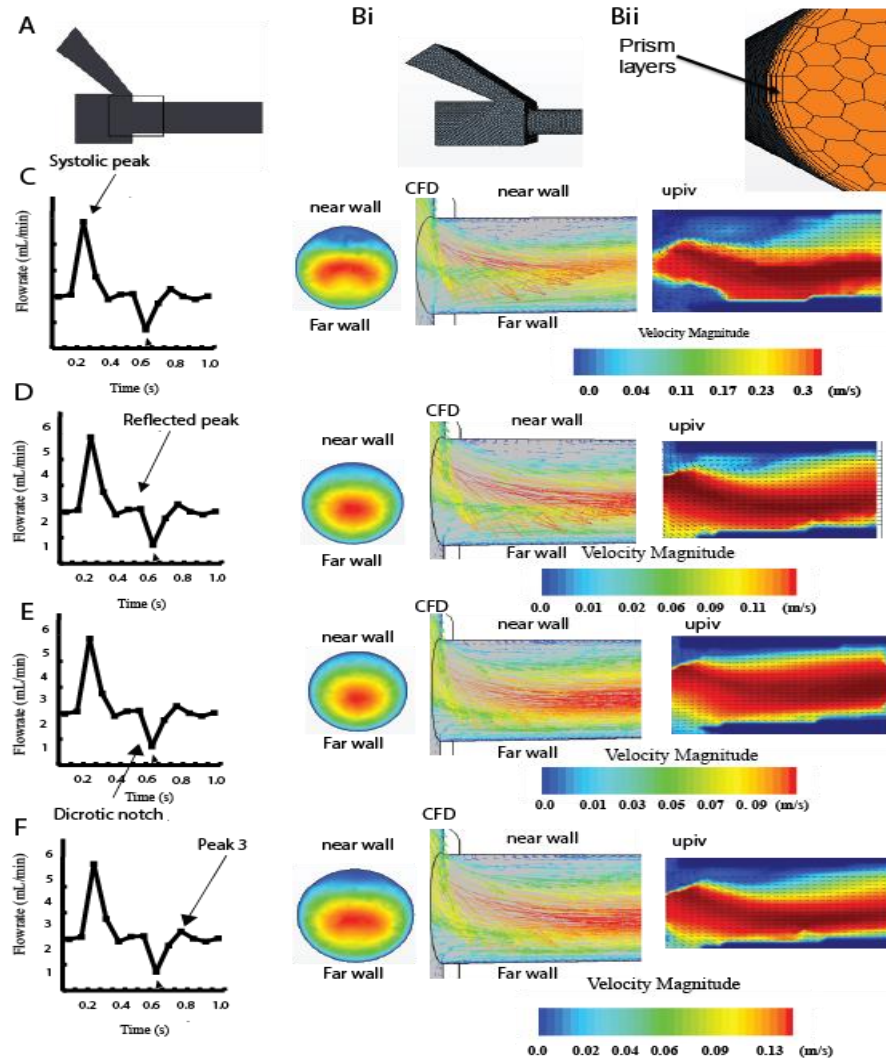 A
Bi
Bii
Prism
layers
Systolic peak
C
Flowrate (mL/min)
0.2 0.4 0.6 0.8 1.0
Time (s)
near wall
Far wall
CFD
near wall
Far wall
upiv
Velocity Magnitude
0.0 0.04 0.11 0.17 0.23 0.3 (m/s)
D
6
5
4
3
2
1
Flowrate (mL/min)
Reflected peak
0.2 0.4 0.6 0.8 1.0
Time (s)
near wall
Far wall
CFD
near wall
Far wall
upiv
Velocity Magnitude
0.0 0.01 0.02 0.06 0.09 0.11 (m/s)
E
6
5
4
3
2
1
Flowrate (mL/min)
0.2 0.4 0.6 0.8 1.0
Time (s)
Dicrotic notch
near wall
Far wall
CFD
near wall
Far wall
upiv
Velocity Magnitude
0.0 0.01 0.03 0.05 0.07 0. 09 (m/s)
F
6
5
4
3
2
1
Flowrate (mL/min)
Peak 3
0.2 0.4 0.6 0.8 1.0
Time (s)
near wall
Far wall
CFD
near wall
Far wall
upiv
Velocity Magnitude
0.0 0.04 0.06 0.09 0.13 (m/s)